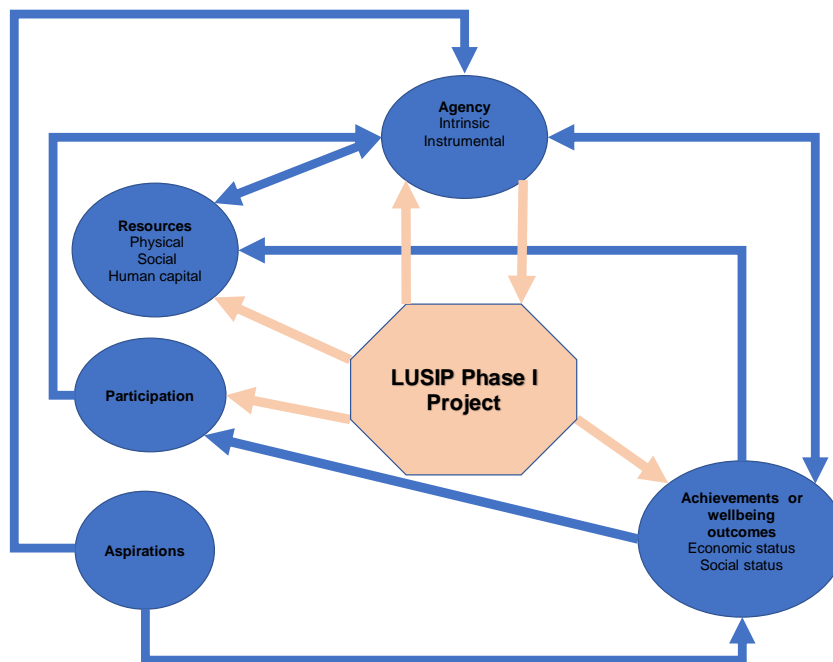 Agency
Intrinsic
Instrumental
Resources
Physical
Social
Human capital
LUSIP Phase I
Project
Participation
Achievements or
wellbeing
outcomes
Economic status
Social status
Aspirations